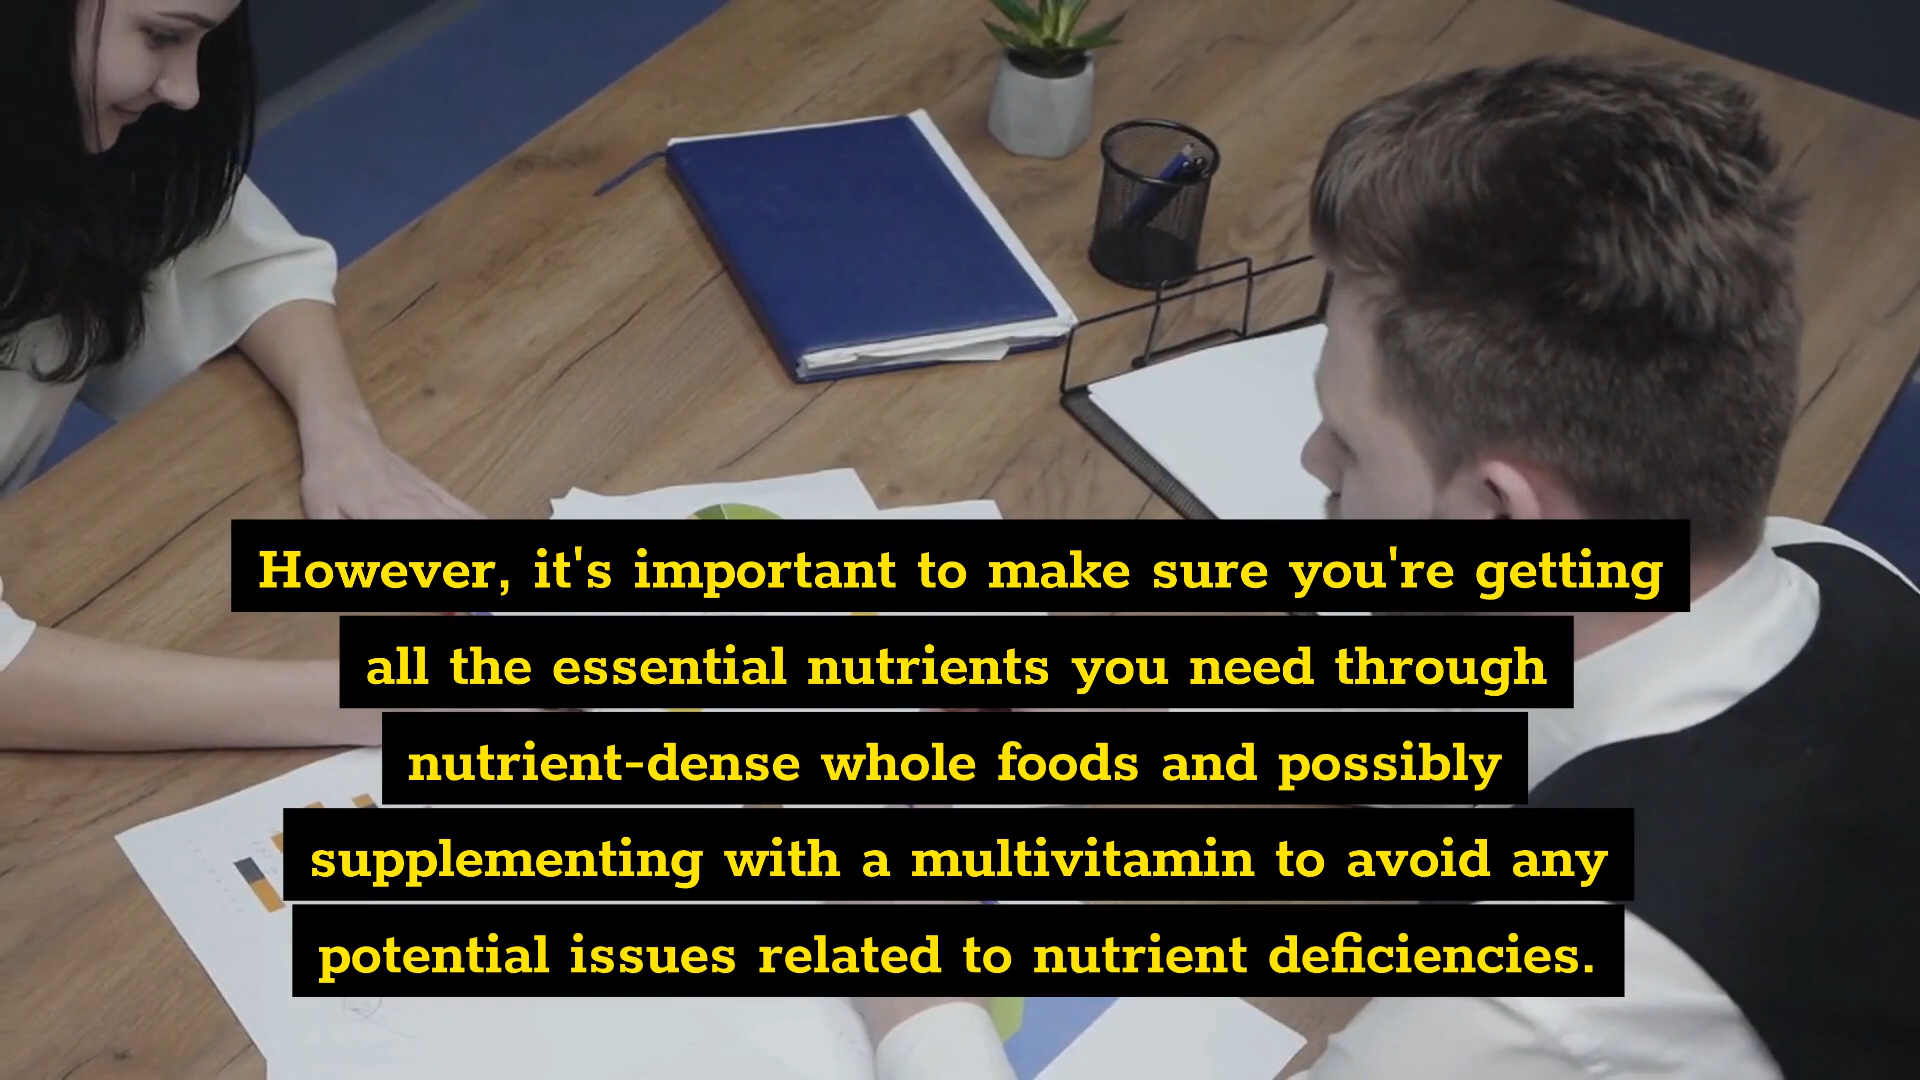 However, it's important to make sure you're getting
all the essential nutrients you need through
nutrient-dense whole foods and possibly
supplementing with a multivitamin to avoid any
potential issues related to nutrient deficiencies.